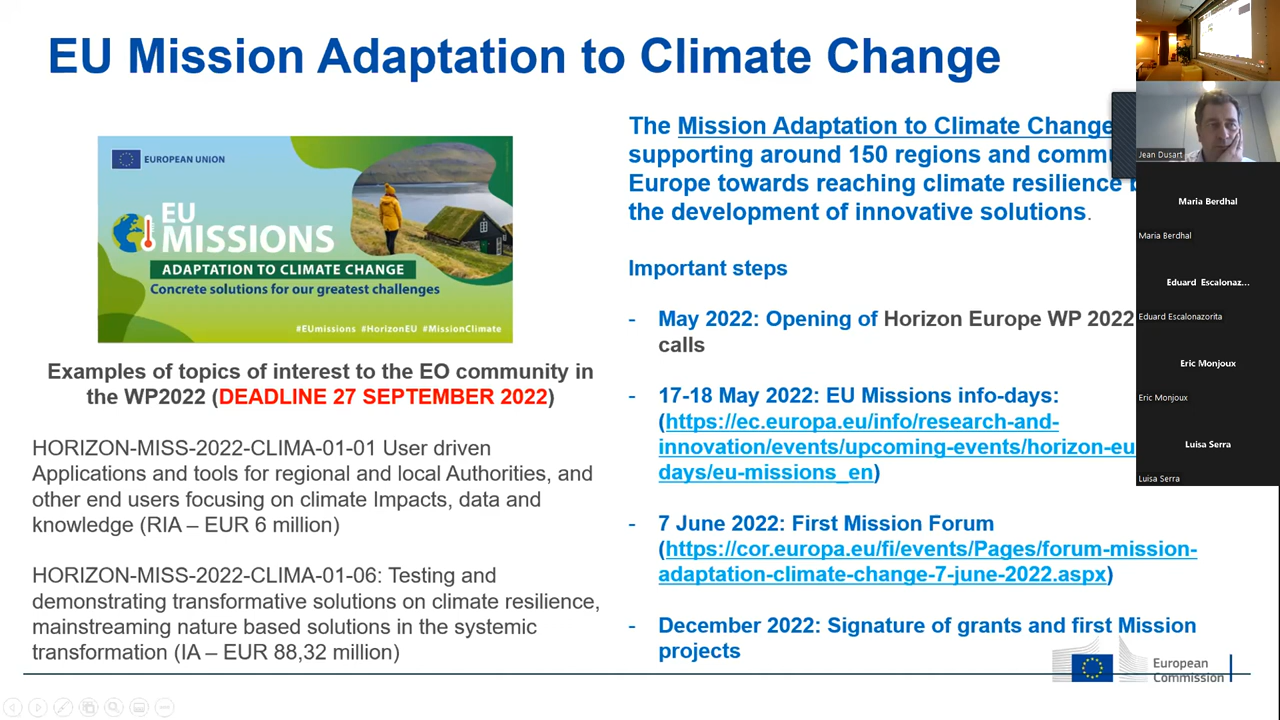 EU Mission Adaptation to Climate Change
EUROPEAN UNION
EU
MISSIONS
ADAPTATION TO CLIMATE CHANGE
Concrete solutions for our greatest challenges
#EUmissions #HorizonEU #MissionClimate
Examples of topics of interest to the EO community in
the WP2022 (DEADLINE 27 SEPTEMBER 2022)
HORIZON-MISS-2022-CLIMA-01-01 User driven
Applications and tools for regional and local Authorities, and
other end users focusing on climate Impacts, data and
knowledge (RIA – EUR 6 million)
HORIZON-MISS-2022-CLIMA-01-06: Testing and
demonstrating transformative solutions on climate resilience,
mainstreaming nature based solutions in the systemic
transformation (IA – EUR 88,32 million)
The Mission Adaptation to Climate Change
supporting around 150 regions and
Europe towards reaching climate resilience
the development of innovative solutions.
Important steps
- May 2022: Opening of Horizon Europe WP 2022
calls
- 17-18 May 2022: EU Missions info-days:
(https://ec.europa.eu/info/research-and-
innovation/events/upcoming-events/horizon-eu
days/eu-missions_en)
- 7 June 2022: First Mission Forum
(https://cor.europa.eu/fi/events/Pages/forum-mission-
adaptation-climate-change-7-june-2022.aspx)
- December 2022: Signature of grants and first Mission
projects
European
Commission
Jean Dusart
Maria Berdhal
Maria Berdhal
Eduard Escalonaz...
Eduard Escalonazorita
Eric Monjoux
Eric Monjoux
Luisa Serra
Luisa Serra